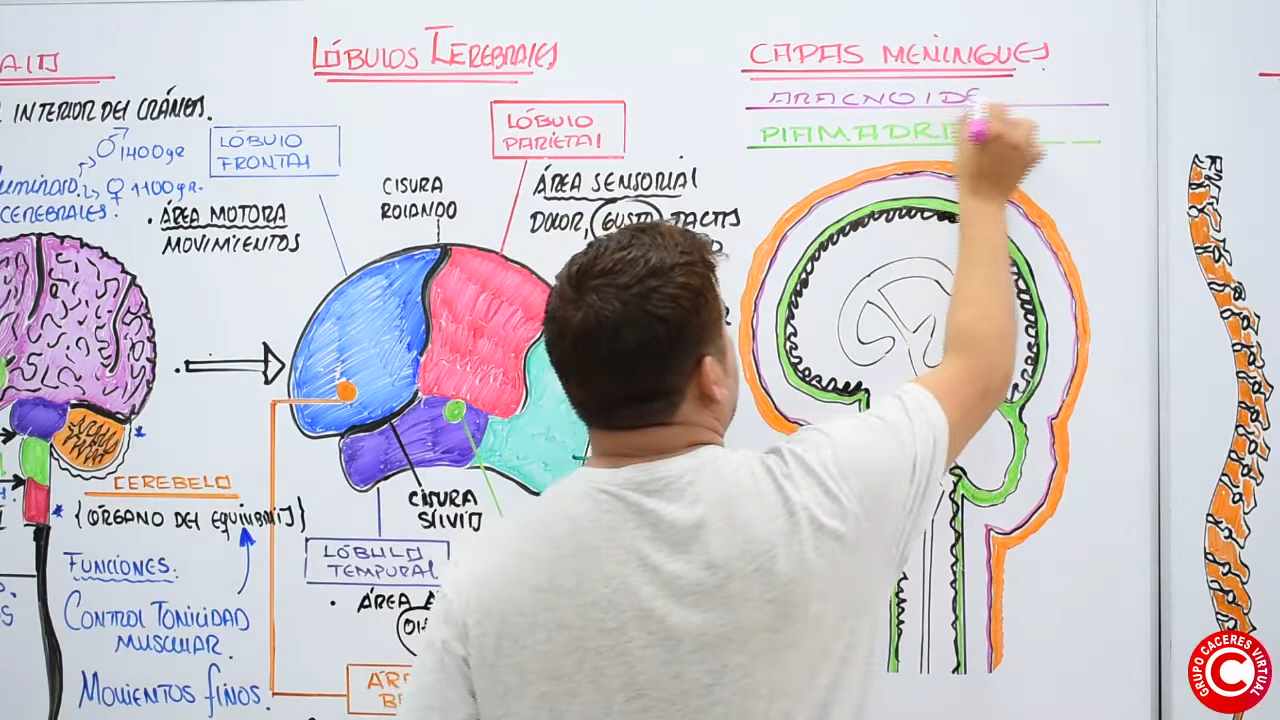 LÓBULOS CEREBRALES
CAPAS MENINGUES.
INTERIOR DEL CRÁNEO.
♂ 1400gr
♀ 1100gr.
CEREBRALES.
LÓBULO
FRONTAL
ÁREA MOTORA
MOVIMIENTOS
CISURA
ROLANDO
LÓBULO
PARIETAL
ÁREA SENSORIAL
DOLOR, GUSTO, TACTO
ARACNOIDE
PIAMADRE
CEREBELO
{ÓRGANO DEL EQUILIBRIO}
FUNCIONES:
CONTROL TONICIDAD
MUSCULAR.
MOVIENTOS FINOS.
CISURA
SILVIO
LÓBULO
TEMPORAL
ÁREA
GRUPO CACERES VIRTUAL
C